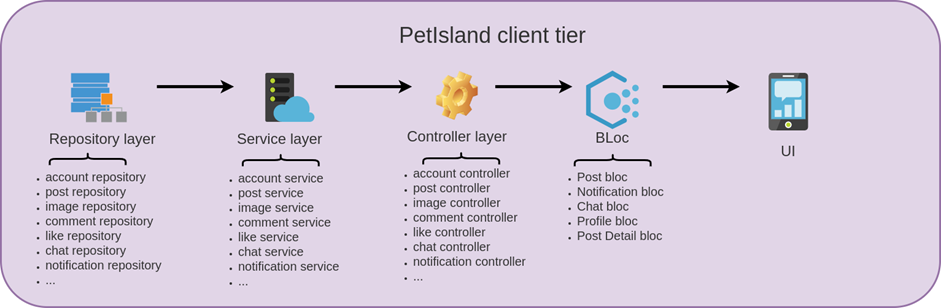 PetIsland client tier
Repository layer
account repository
post repository
image repository
comment repository
like repository
chat repository
notification repository
...
Service layer
account service
post service
image service
comment service
like service
chat service
notification service
...
Controller layer
account controller
post controller
image controller
comment controller
like controller
chat controller
notification controller
...
BLoc
Post bloc
Notification bloc
Chat bloc
Profile bloc
Post Detail bloc
UI